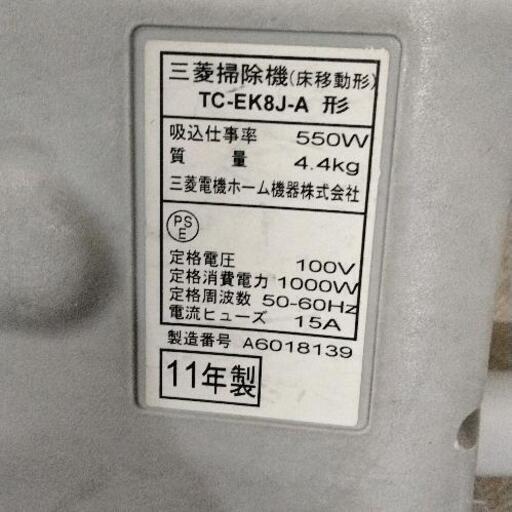 三菱掃除機(床移動形)
TC-EK8J-A 形
吸込仕事率 550W
質量 4.4kg
三菱電機ホーム機器株式会社
PS
E
定格電圧 100V
定格消費電力 1000W
定格周波数 50-60Hz
電流ヒューズ 15A
製造番号 A6018139
11年製